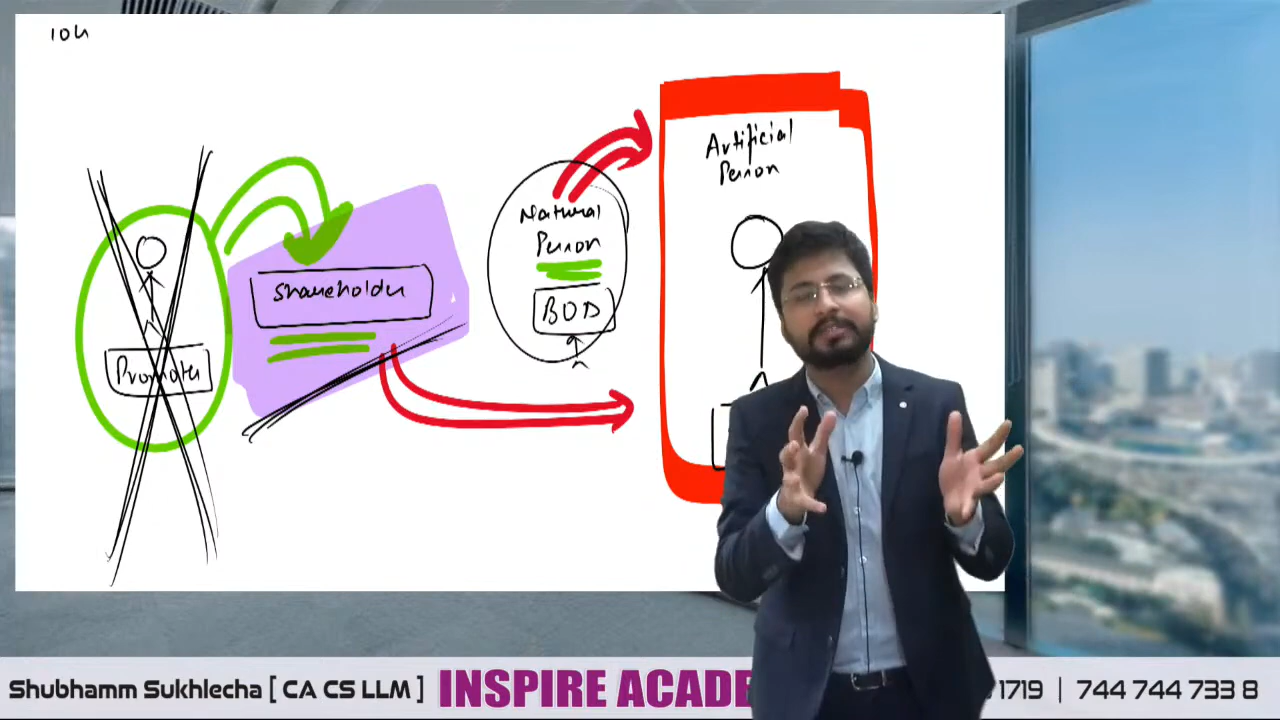 104
Artificial
Person
Natural
Person
Shareholder
BOD
Promoter
Shubhamm Sukhlecha [ CA CS LLM ] INSPIRE ACADE 1719 | 744 744 733 8